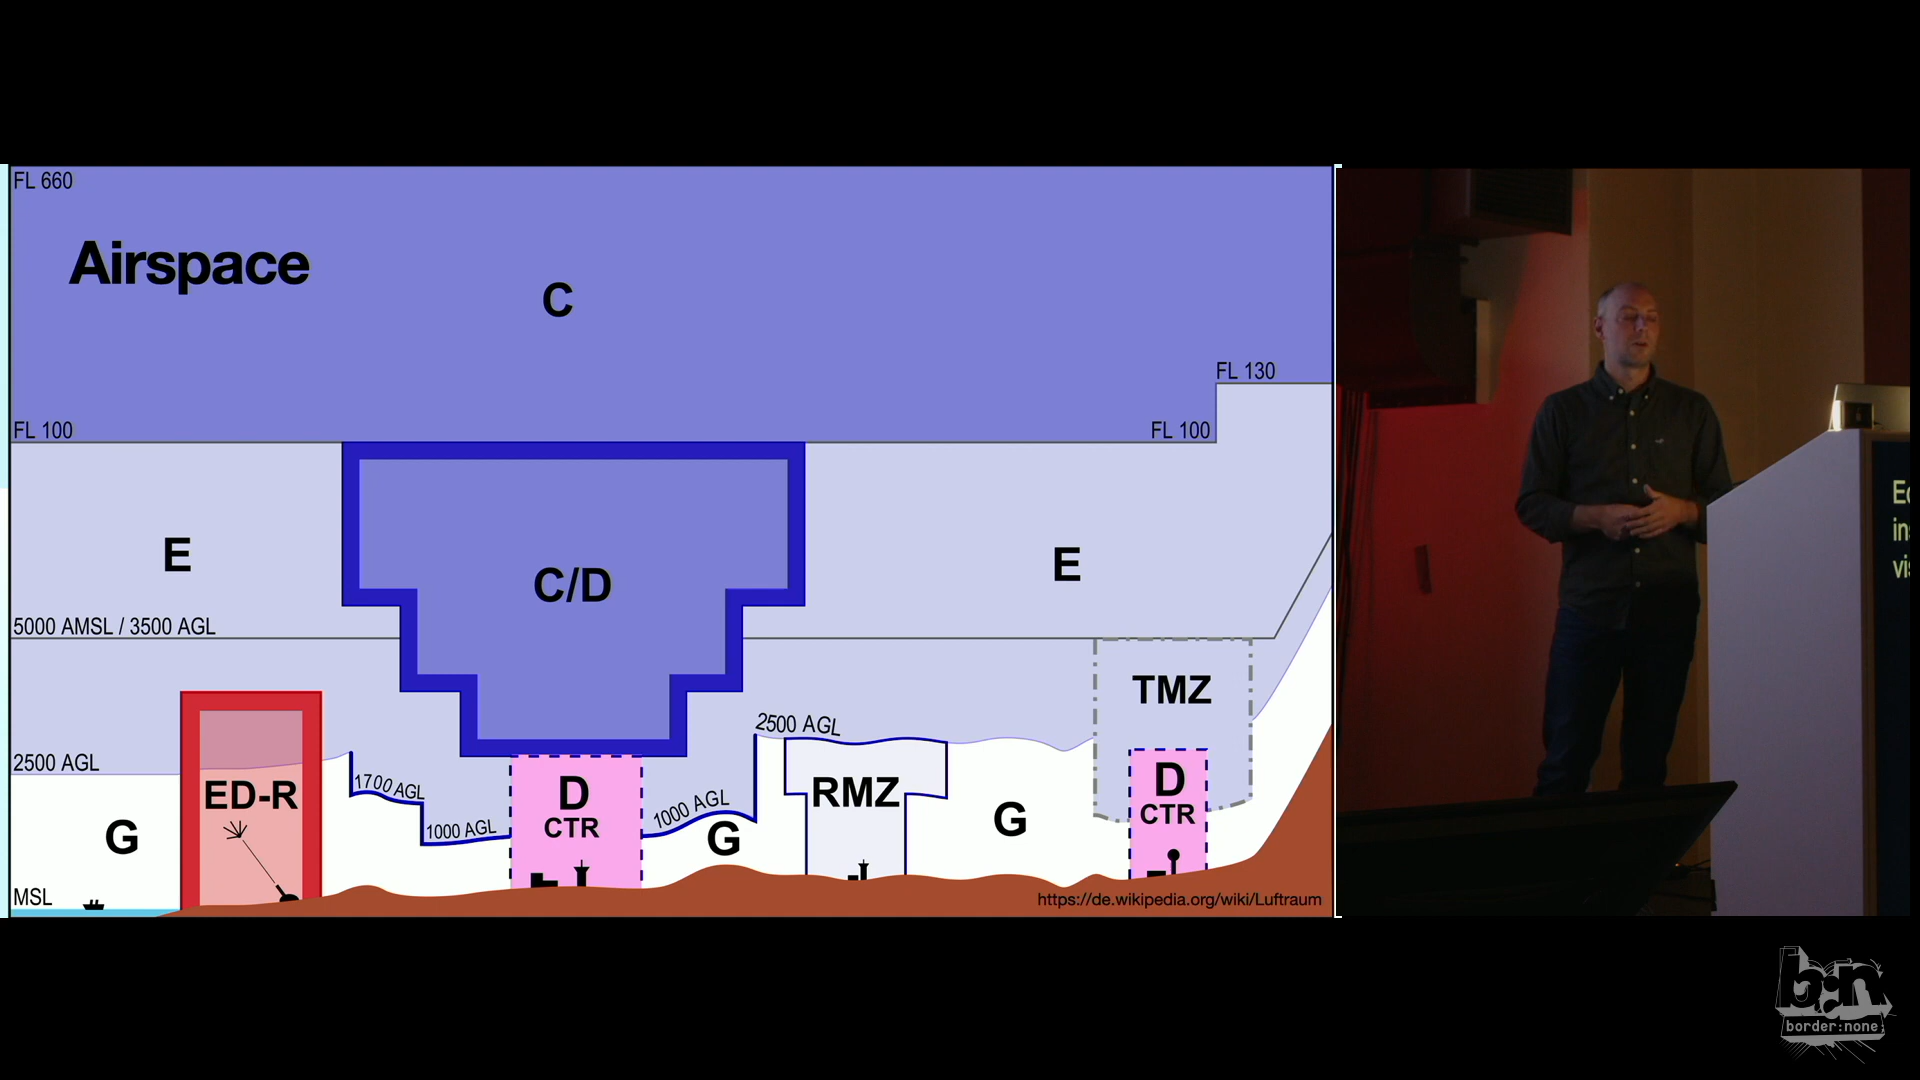 FL 660
Airspace
C
FL 130
FL 100
FL 100
E
C/D
E
5000 AMSL / 3500 AGL
TMZ
2500 AGL
2500 AGL
1700 AGL
ED-R
D
CTR
1000 AGL
1000 AGL
RMZ
D
CTR
G
G
G
MSL
https://de.wikipedia.org/wiki/Luftraum
b:n
border:none;